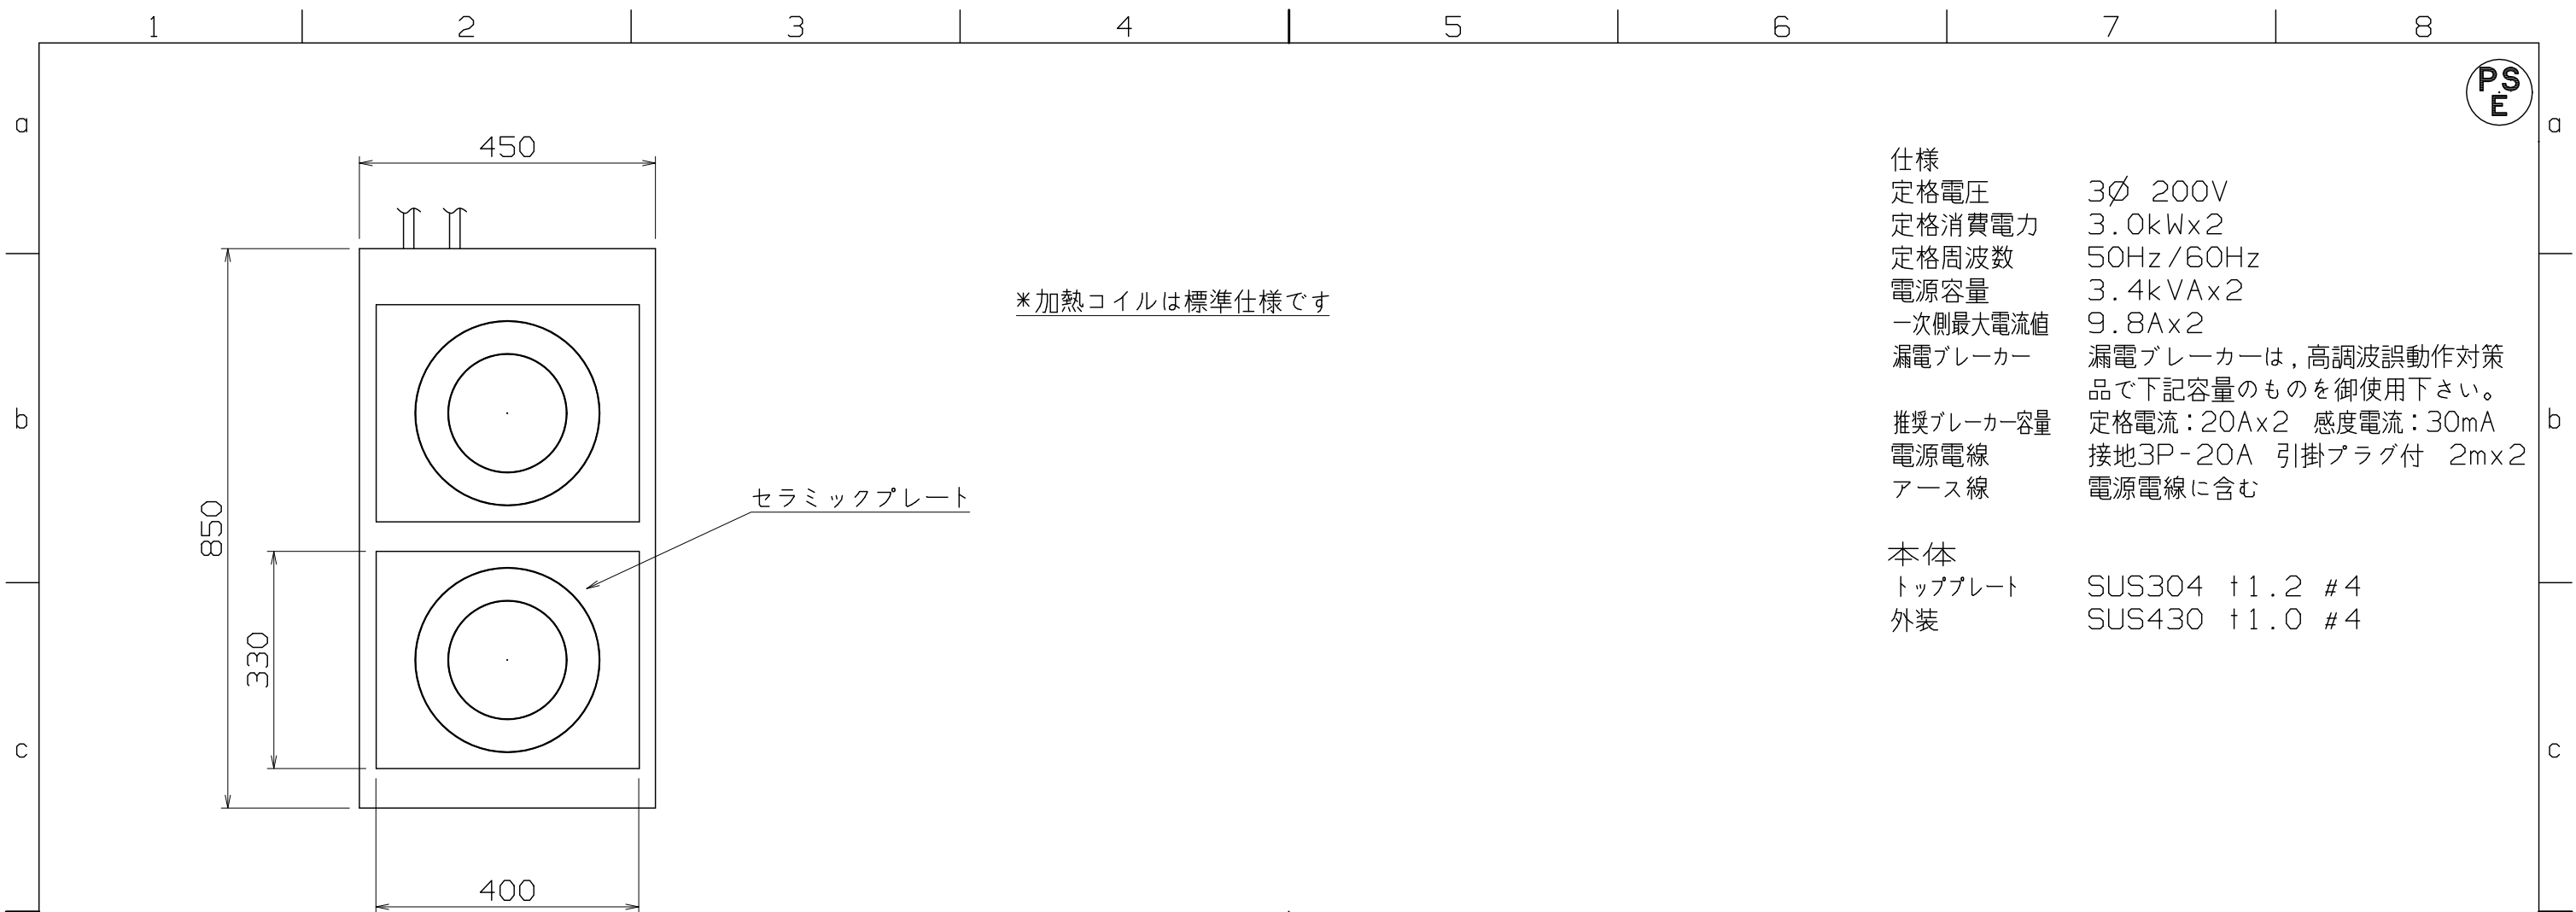 1 2 3 4 5 6 7 8
PS
E
a a
450
仕様
定格電圧 3Ø 200V
定格消費電力 3.0kWx2
定格周波数 50Hz/60Hz
電源容量 3.4kVAx2
*加熱コイルは標準仕様です
一次側最大電流値 9.8Ax2
漏電ブレーカー 漏電ブレーカーは,高調波誤動作対策
品で下記容量のものを御使用下さい。
b b
推奨ブレーカー容量 定格電流:20Ax2 感度電流:30mA
電源電線 接地3P-20A 引掛プラグ付 2mx2
アース線 電源電線に含む
セラミックプレート
850
本体
トッププレート SUS304 t1.2 #4
外装 SUS430 t1.0 #4
330
c c
400